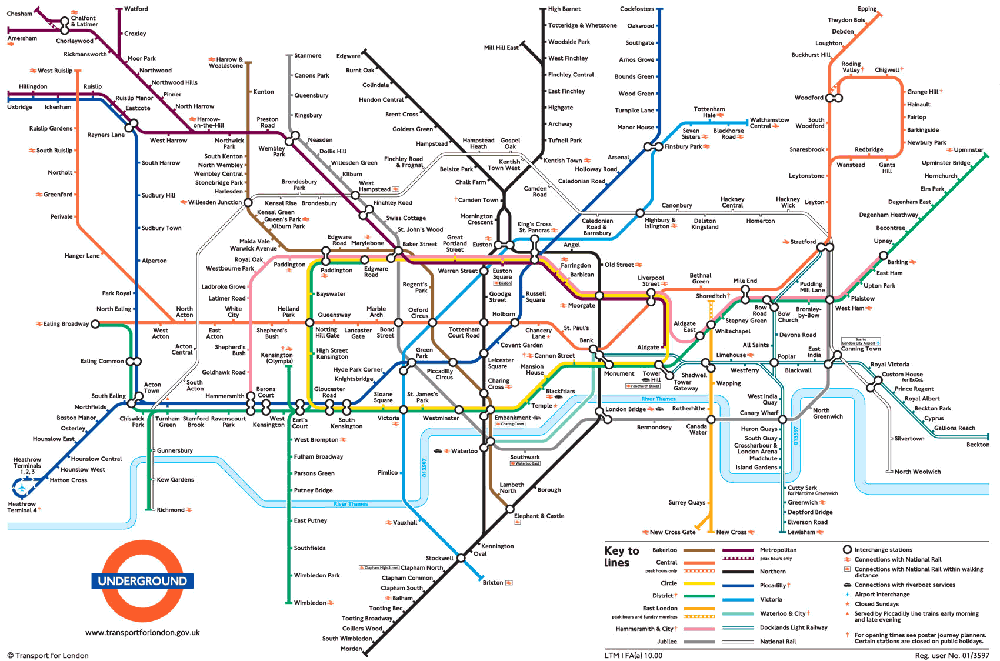 Chesham
Chalfont
& Latimer
Amersham
Chorleywood
Rickmansworth
Watford
Croxley
Moor Park
Northwood
Northwood Hills
Pinner
North Harrow
Harrow-
on-the-Hill
Northwick
Park
Preston
Road
West Ruislip
Hillingdon
Ruislip
Uxbridge
Ickenham
Ruislip Manor
Eastcote
Rayners Lane
West Harrow
Ruislip Gardens
South Ruislip
Northolt
Greenford
Perivale
Hanger Lane
South Harrow
Sudbury Hill
Sudbury Town
Alperton
Park Royal
North Ealing
Harrow &
Wealdstone
Kenton
South Kenton
North Wembley
Wembley Central
Stonebridge Park
Harlesden
Willesden Junction
Kensal Green
Queen's Park
Kilburn Park
Maida Vale
Warwick Avenue
Stanmore
Canons Park
Queensbury
Kingsbury
Wembley
Park
Neasden
Dollis Hill
Willesden Green
Kilburn
West
Hampstead
Finchley Road
Swiss Cottage
St. John's Wood
Brondesbury
Park
Kensal Rise
Brondesbury
Finchley Road
& Frognal
Hampstead
Heath
Gospel
Oak
Kentish
Town West
Camden
Road
Caledonian
Road &
Barnsbury
Edgware
Burnt Oak
Colindale
Hendon Central
Brent Cross
Golders Green
Hampstead
Belsize Park
Chalk Farm
†Camden Town
Mornington
Crescent
Euston
High Barnet
Totteridge & Whetstone
Woodside Park
Mill Hill East
West Finchley
Finchley Central
East Finchley
Highgate
Archway
Tufnell Park
Kentish Town
Cockfosters
Oakwood
Southgate
Arnos Grove
Bounds Green
Wood Green
Turnpike Lane
Manor House
Finsbury Park
Arsenal
Holloway Road
Caledonian Road
Tottenham
Hale
Walthamstow
Central
Seven
Sisters
Blackhorse
Road
Highbury &
Islington
Canonbury
Dalston
Kingsland
Hackney
Central
Homerton
Hackney
Wick
Epping
Theydon Bois
Debden
Loughton
Buckhurst Hill
Roding
Valley†
Chigwell†
Woodford
Grange Hill†
Hainault
Fairlop
Barkingside
Newbury Park
South
Woodford
Snaresbrook
Redbridge
Wanstead
Gants
Hill
Leytonstone
Leyton
Stratford
Upminster
Upminster Bridge
Hornchurch
Elm Park
Dagenham East
Dagenham Heathway
Becontree
Upney
Barking
East Ham
Upton Park
Plaistow
West Ham
King's Cross
St. Pancras
Angel
Old Street
Edgware
Road
Marylebone
Baker Street
Great
Portland
Street
Royal Oak
Westbourne Park
Ladbroke Grove
Latimer Road
Paddington
Paddington
Edgware
Road
Warren Street
Euston
Square
Euston
Farringdon
Barbican
Moorgate
Liverpool
Street
Bethnal
Green
Mile End
Shoreditch†
Pudding
Mill Lane
Bow
Road
Bow
Church
Bromley-
by-Bow
Stepney Green
Whitechapel
Aldgate
East
Aldgate
Devons Road
All Saints
Bayswater
Regent's
Park
Goodge
Street
Russell
Square
Ealing Broadway
West
Acton
North
Acton
East
Acton
White
City
Shepherd's
Bush
Holland
Park
Notting
Hill Gate
Queensway
Lancaster
Gate
Marble
Arch
Bond
Street
Oxford
Circus
Tottenham
Court Road
Holborn
Chancery
Lane
St. Paul's
Bank
Shepherd's
Bush
Goldhawk Road
Hammersmith
Acton
Central
South
Acton
Ealing Common
Acton
Town
South Ealing
Northfields
Boston Manor
Osterley
Hounslow East
Hounslow Central
Hounslow West
Hatton Cross
Heathrow
Terminals
1, 2, 3
Heathrow
Terminal 4†
Chiswick
Park
Turnham
Green
Stamford
Brook
Ravenscourt
Park
Barons
Court
West
Kensington
Earl's
Court
†
Kensington
(Olympia)
High Street
Kensington
Gloucester
Road
South
Kensington
Hyde Park Corner
Knightsbridge
Sloane
Square
Victoria
St. James's
Park
Westminster
Green
Park
Piccadilly
Circus
Covent Garden
Leicester
Square
Charing
Cross
Embankment
Charing Cross
Temple
Blackfriars
Mansion
House
†Cannon Street
Monument
Tower
Hill
Fenchurch Street
Tower
Gateway
Shadwell
Limehouse
Westferry
Poplar
Blackwall
East
India
Canning Town
Bus to
London City Airport
Royal Victoria
Custom House
for ExCeL
Prince Regent
Royal Albert
Beckton Park
Cyprus
Gallions Reach
Beckton
Silvertown
North Woolwich
Wapping
Rotherhithe
Canada
Water
Surrey Quays
New Cross Gate
New Cross
West India
Quay
Canary Wharf
Heron Quays
South Quay
Crossharbour &
London Arena
Mudchute
Island Gardens
Cutty Sark
for Maritime Greenwich
Greenwich
Deptford Bridge
Elverson Road
Lewisham
North
Greenwich
Bermondsey
London Bridge
River Thames
013597
Southwark
Waterloo East
Waterloo
Lambeth
North
Borough
Elephant & Castle
Kennington
Oval
Stockwell
Clapham High Street
Clapham North
Clapham Common
Clapham South
Balham
Tooting Bec
Tooting Broadway
Colliers Wood
South Wimbledon
Morden
Pimlico
Vauxhall
Brixton
013597
River Thames
Gunnersbury
Kew Gardens
Richmond
West Brompton
Fulham Broadway
Parsons Green
Putney Bridge
East Putney
Southfields
Wimbledon Park
Wimbledon
UNDERGROUND
www.transportforlondon.gov.uk
© Transport for London
Key to
lines
Bakerloo
Central
peak hours only
Circle
District†
East London
peak hours and Sunday mornings
Hammersmith & City†
Jubilee
Metropolitan
peak hours only
Northern
Piccadilly†
Victoria
Waterloo & City†
Docklands Light Railway
National Rail
Interchange stations
Connections with National Rail
Connections with National Rail within walking
distance
Connections with riverboat services
Airport interchange
Closed Sundays
Served by Piccadilly line trains early morning
and late evening
† For opening times see poster journey planners.
Certain stations are closed on public holidays.
LTM I FA(a) 10.00
Reg. user No. 01/3597